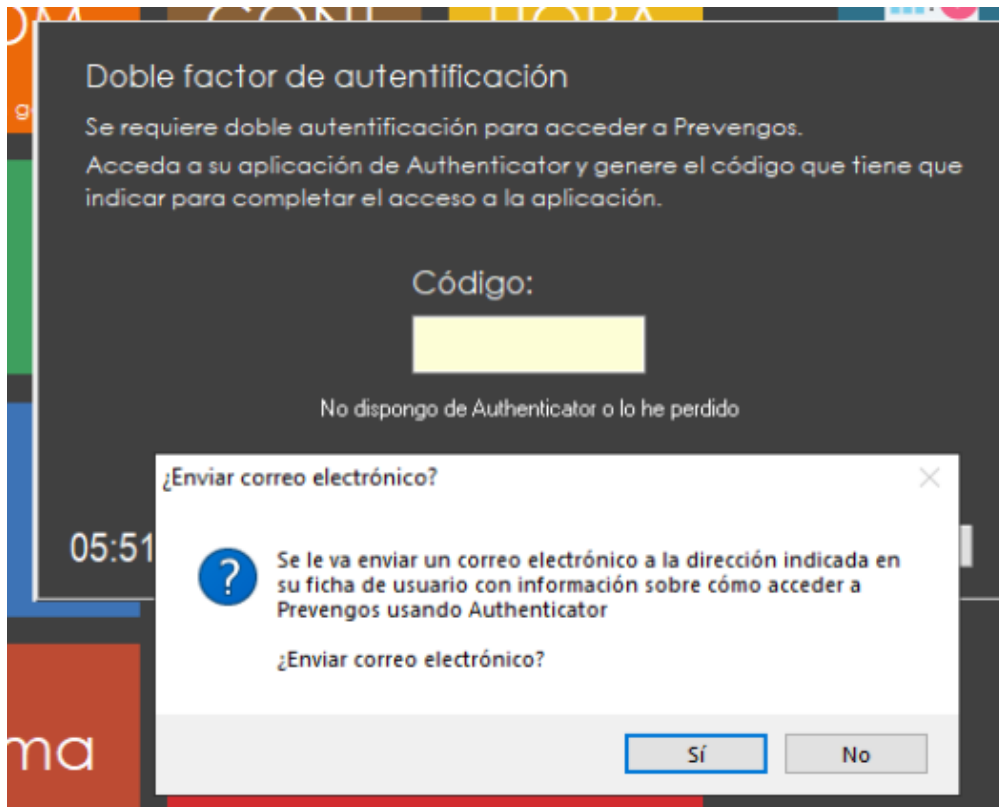 CONT
HORA
g
Doble factor de autentificación
Se requiere doble autentificación para acceder a Prevengos.
Acceda a su aplicación de Authenticator y genere el código que tiene que
indicar para completar el acceso a la aplicación.
Código:
No dispongo de Authenticator o lo he perdido
¿Enviar correo electrónico?
05:51
Se le va enviar un correo electrónico a la dirección indicada en
su ficha de usuario con información sobre cómo acceder a
Prevengos usando Authenticator
¿Enviar correo electrónico?
Sí
No
ma